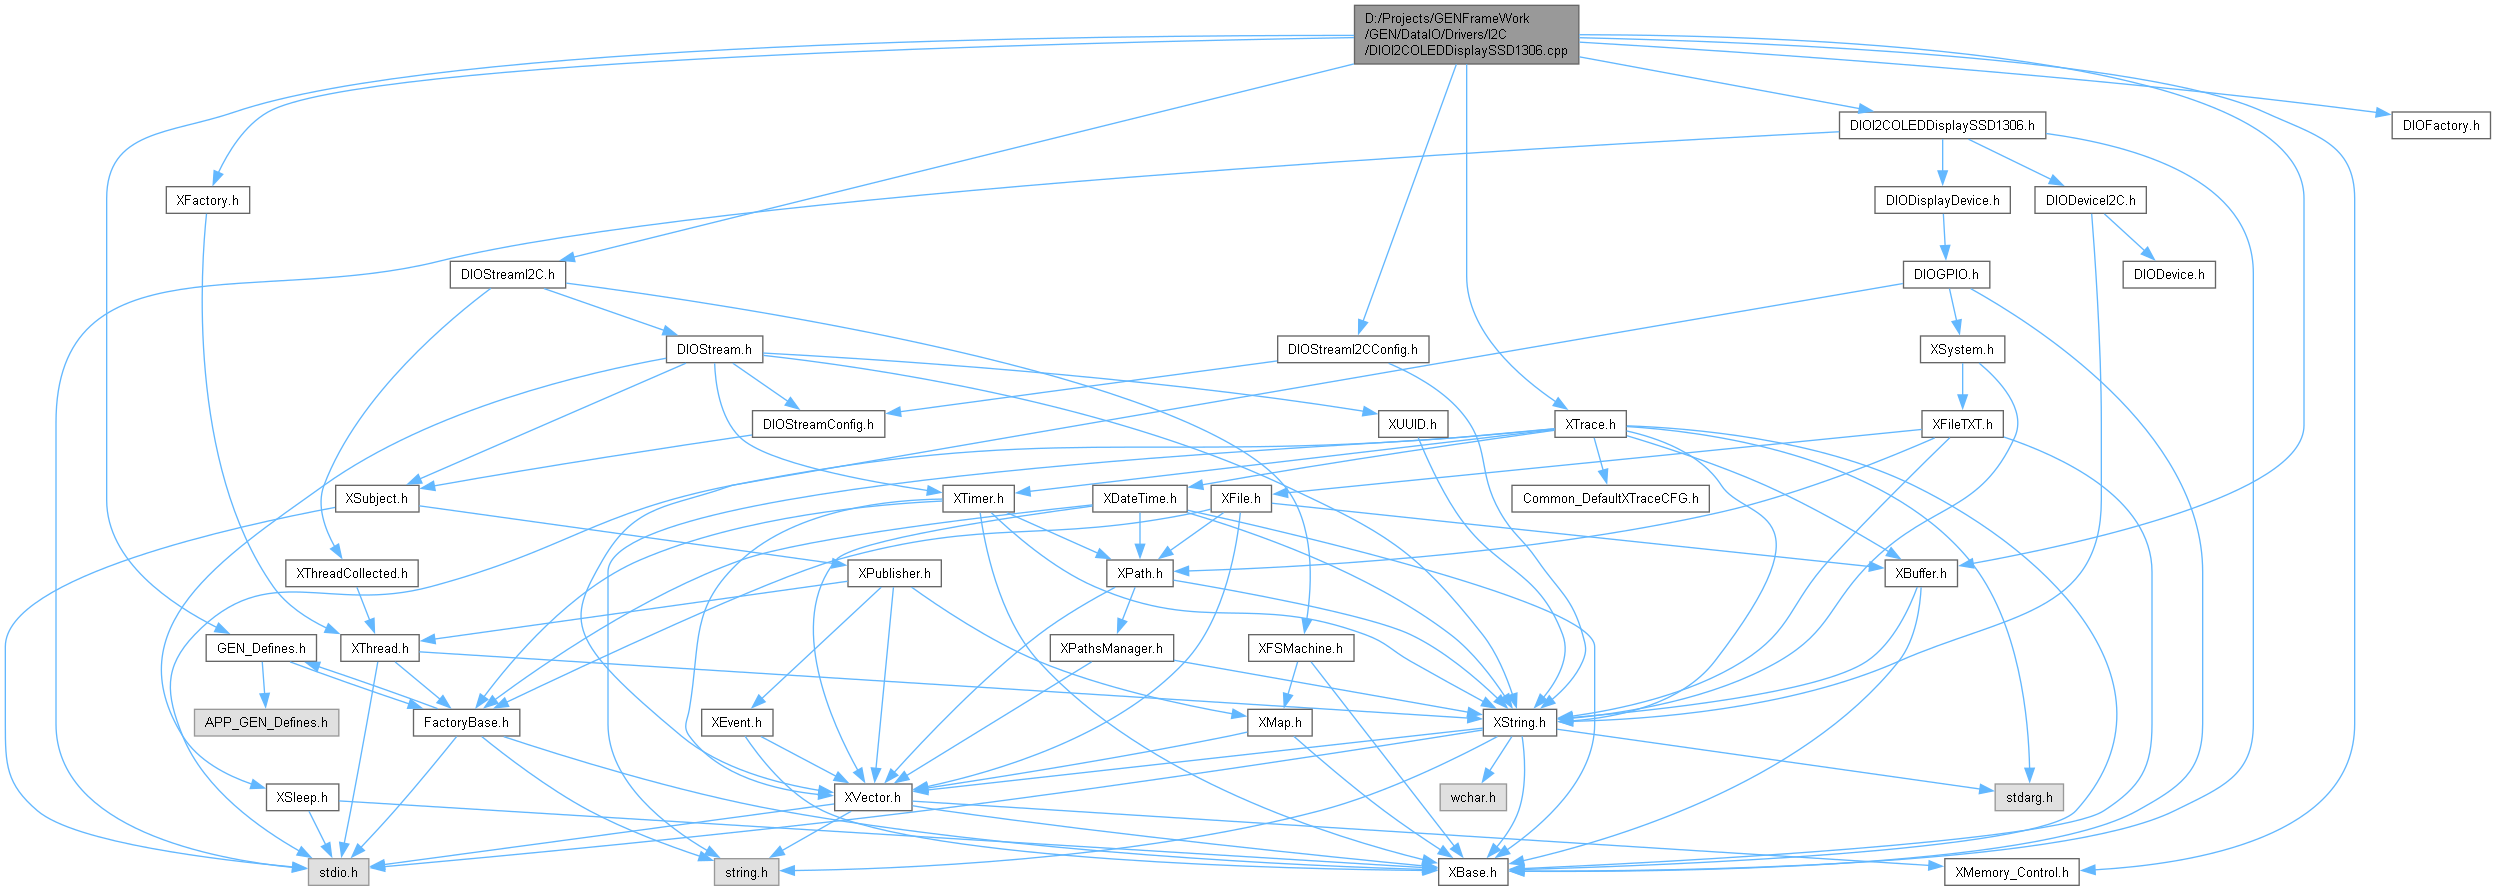 D:/Projects/GENFrameWork
/GEN/DataIO/Drivers/I2C
/DIOI2COLEDDisplaySSD1306.cpp
DIOI2COLEDDisplaySSD1306.h
DIOFactory.h
XFactory.h
DIODisplayDevice.h
DIODeviceI2C.h
DIOStreamI2C.h
DIOGPIO.h
DIODevice.h
DIOStream.h
DIOStreamI2CConfig.h
XSystem.h
DIOStreamConfig.h
XUUID.h
XTrace.h
XFileTXT.h
XSubject.h
XTimer.h
XDateTime.h
XFile.h
Common_DefaultXTraceCFG.h
XThreadCollected.h
XPublisher.h
XPath.h
XBuffer.h
GEN_Defines.h
XThread.h
XPathsManager.h
XFSMachine.h
APP_GEN_Defines.h
FactoryBase.h
XEvent.h
XMap.h
XString.h
XSleep.h
XVector.h
wchar.h
stdarg.h
stdio.h
string.h
XBase.h
XMemory_Control.h